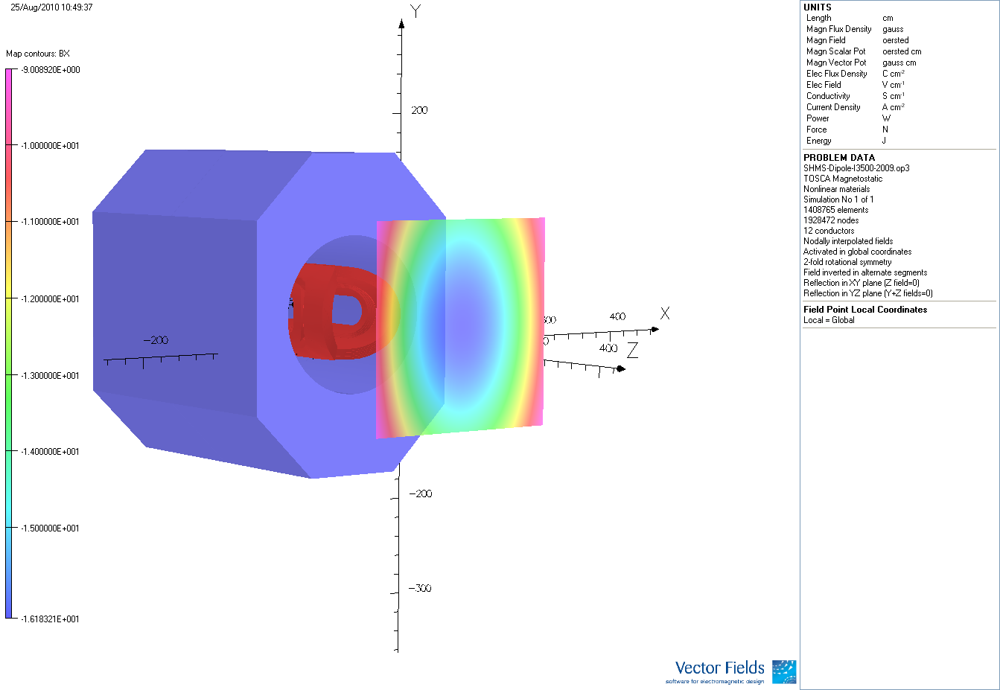 25/Aug/2010 10:49:37
Map contours: BX
-9.008920E+000
-1.000000E+001
-1.100000E+001
-1.200000E+001
-1.300000E+001
-1.400000E+001
-1.500000E+001
-1.618321E+001
Y
200
-200
400
X
400
Z
-200
-300
UNITS
Length cm
Magn Flux Density gauss
Magn Field oersted
Magn Scalar Pot oersted cm
Magn Vector Pot gauss cm
Elec Flux Density C cm⁻²
Elec Field V cm⁻¹
Conductivity S cm⁻¹
Current Density A cm⁻²
Power W
Force N
Energy J
PROBLEM DATA
SHMS-Dipole-I3500-2009.op3
TOSCA Magnetostatic
Nonlinear materials
Simulation No 1 of 1
1408765 elements
1928472 nodes
12 conductors
Nodally interpolated fields
Activated in global coordinates
2-fold rotational symmetry
Field inverted in alternate segments
Reflection in XY plane (Z field=0)
Reflection in YZ plane (Y+Z fields=0)
Field Point Local Coordinates
Local = Global
Vector Fields
software for electromagnetic design